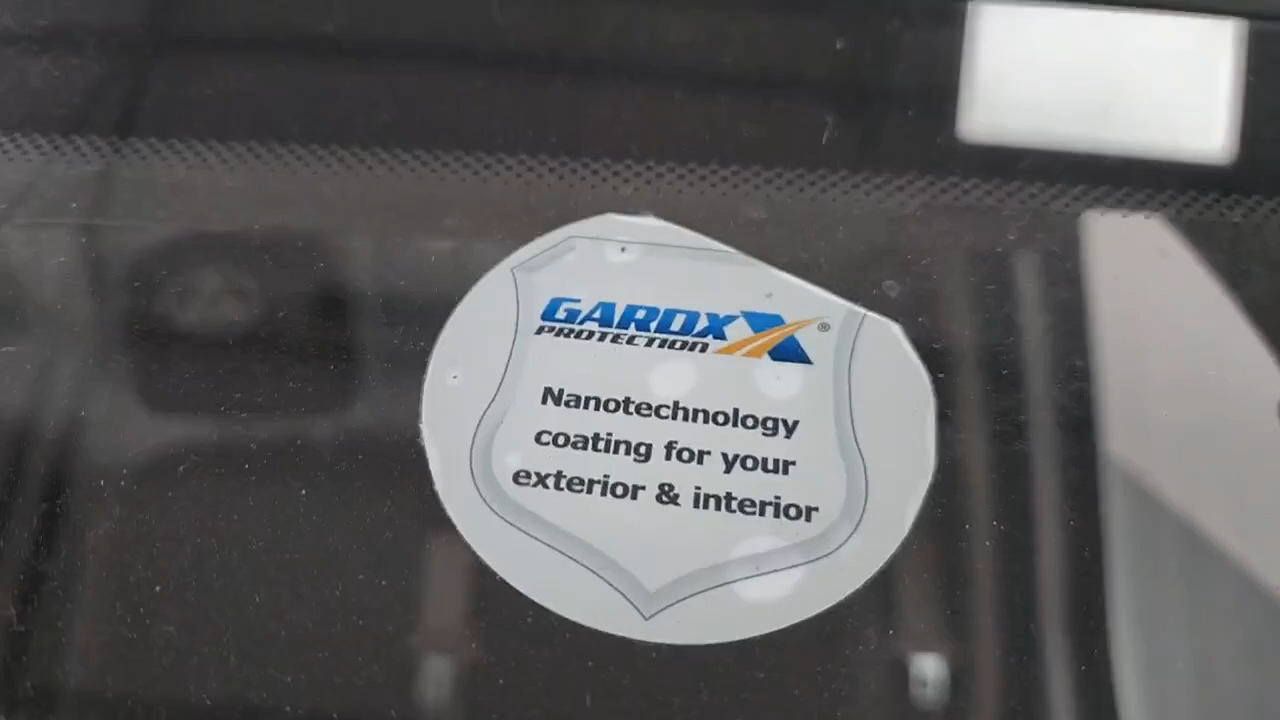 GARDX®
PROTECTION
Nanotechnology
coating for your
exterior & interior